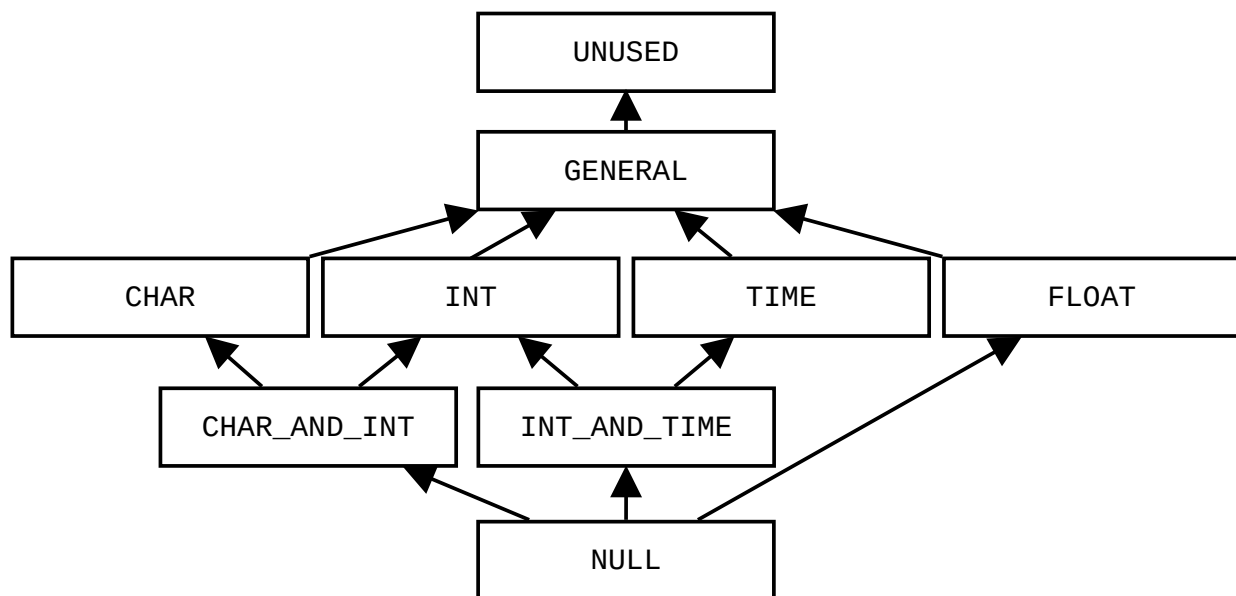 UNUSED
GENERAL
CHAR
INT
TIME
FLOAT
CHAR_AND_INT
INT_AND_TIME
NULL